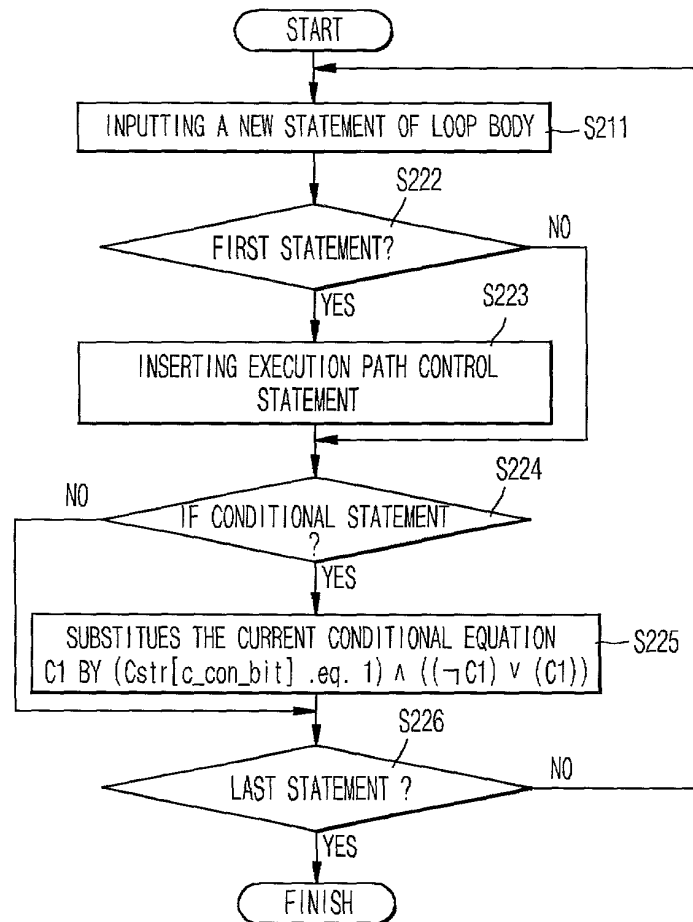 START
INPUTTING A NEW STATEMENT OF LOOP BODY
S211
S222
FIRST STATEMENT?
NO
YES
S223
INSERTING EXECUTION PATH CONTROL
STATEMENT
S224
NO
IF CONDITIONAL STATEMENT
?
YES
SUBSTITUES THE CURRENT CONDITIONAL EQUATION
C1 BY (Cstr[c_con_bit] .eq. 1) ∧ ((¬C1) ∨ (C1))
S225
S226
LAST STATEMENT ?
NO
YES
FINISH